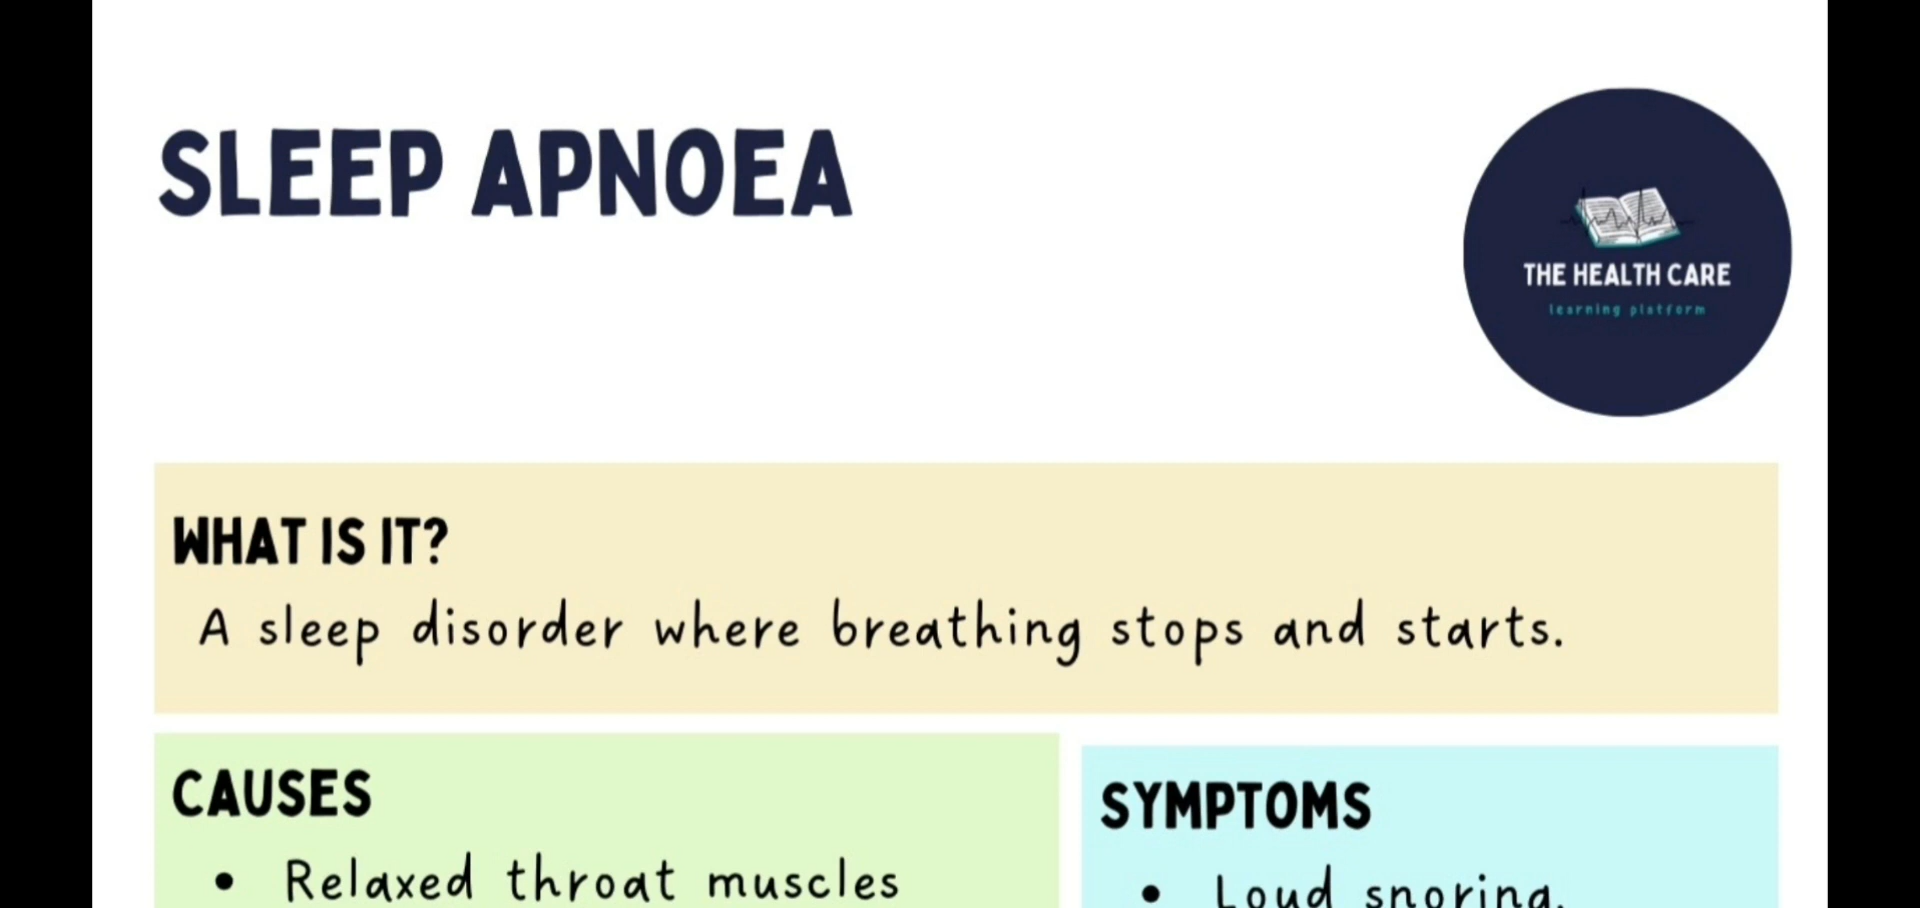 SLEEP APNOEA
THE HEALTH CARE
learning platform
WHAT IS IT?
A sleep disorder where breathing stops and starts.
CAUSES
• Relaxed throat muscles
SYMPTOMS
• Loud snoring.